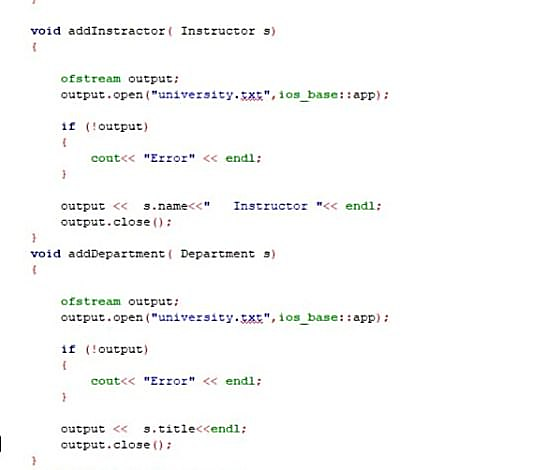 }
void addInstractor( Instructor s)
{
ofstream output;
output.open("university.txt",ios_base::app);
if (!output)
{
cout<< "Error" << endl;
}
output <<  s.name<<"   Instructor "<< endl;
output.close();
}
void addDepartment( Department s)
{
ofstream output;
output.open("university.txt",ios_base::app);
if (!output)
{
cout<< "Error" << endl;
}
output <<  s.title<<endl;
output.close();
}